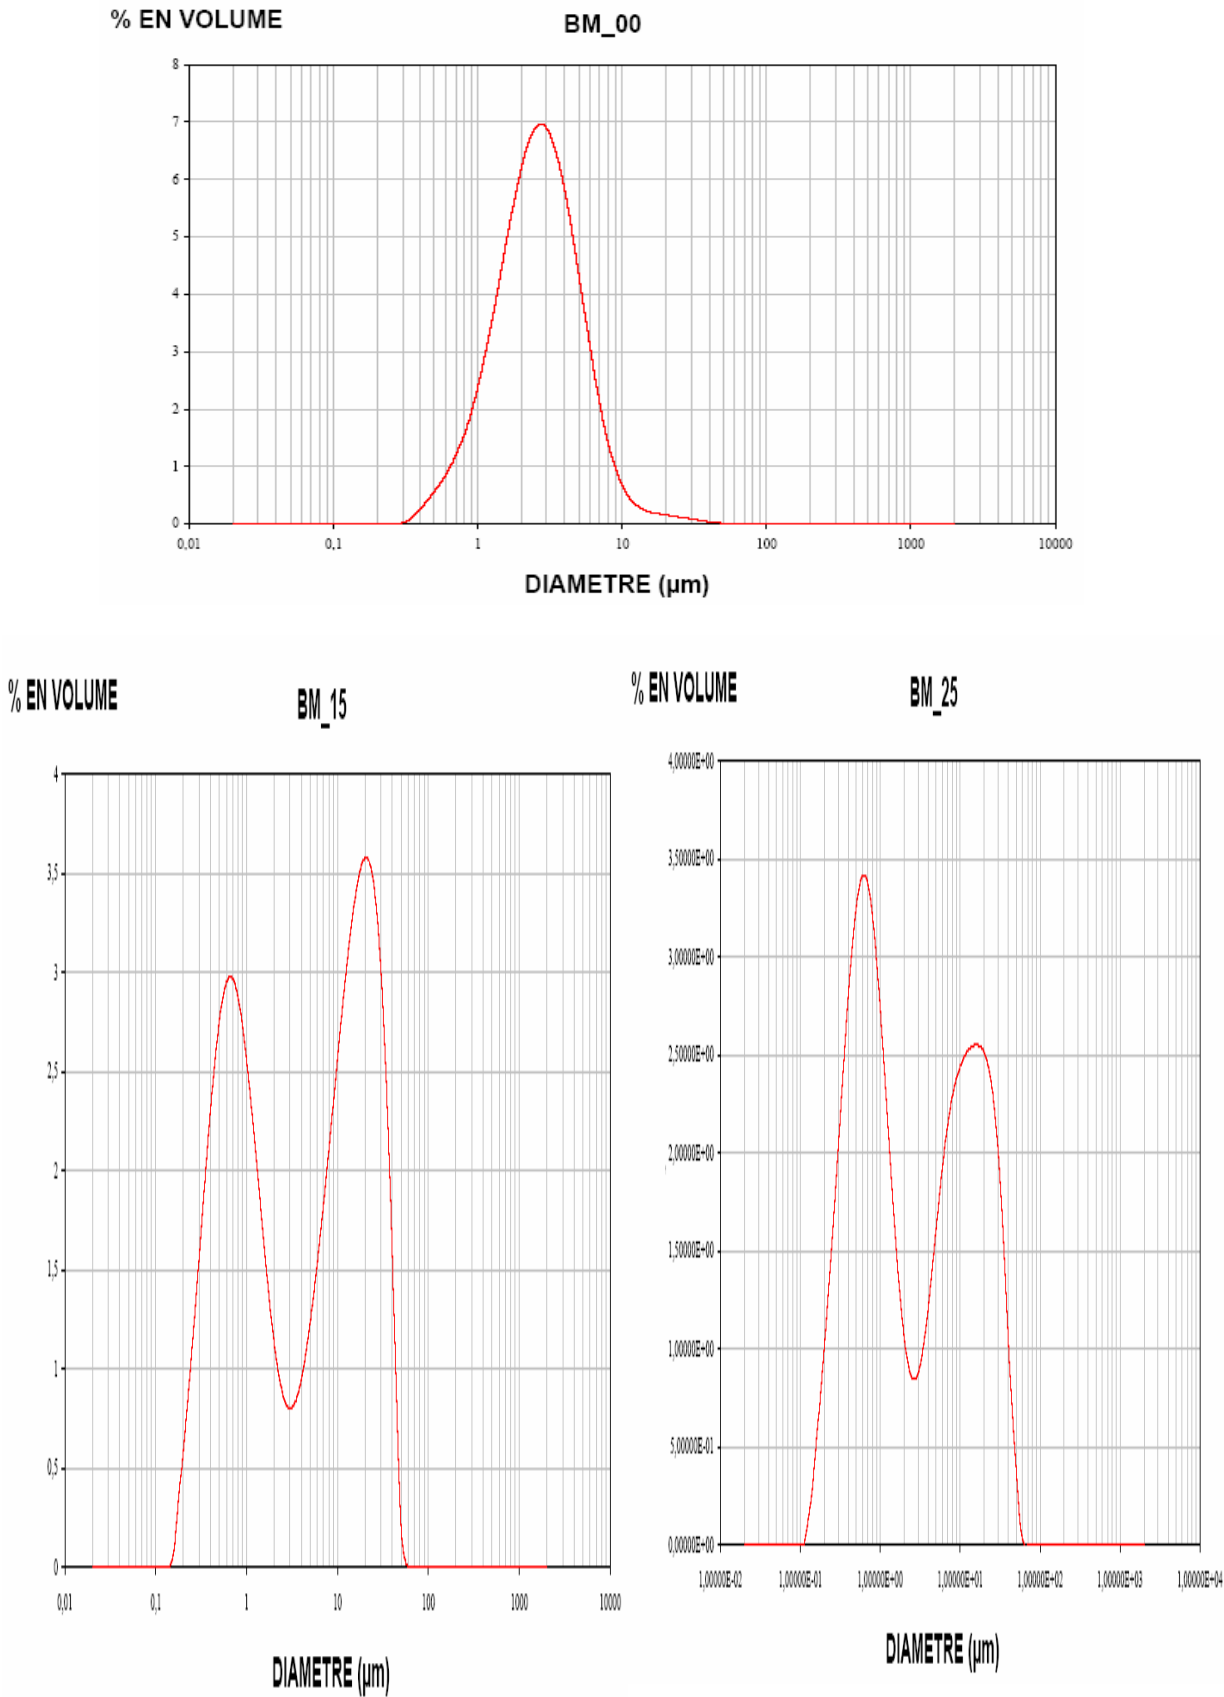 % EN VOLUME
BM_00
8
7
6
5
4
3
2
1
0
0,01 0,1 1 10 100 1000 10000
DIAMETRE (µm)
% EN VOLUME
BM_15
4
3,5
3
2,5
2
1,5
1
0,5
0
0,01 0,1 1 10 100 1000 10000
DIAMETRE (µm)
% EN VOLUME
BM_25
4,00000E+00
3,50000E+00
3,00000E+00
2,50000E+00
2,00000E+00
1,50000E+00
1,00000E+00
5,00000E-01
0,00000E+00
1,00000E-02 1,00000E-01 1,00000E+00 1,00000E+01 1,00000E+02 1,00000E+03 1,00000E+04
DIAMETRE (µm)